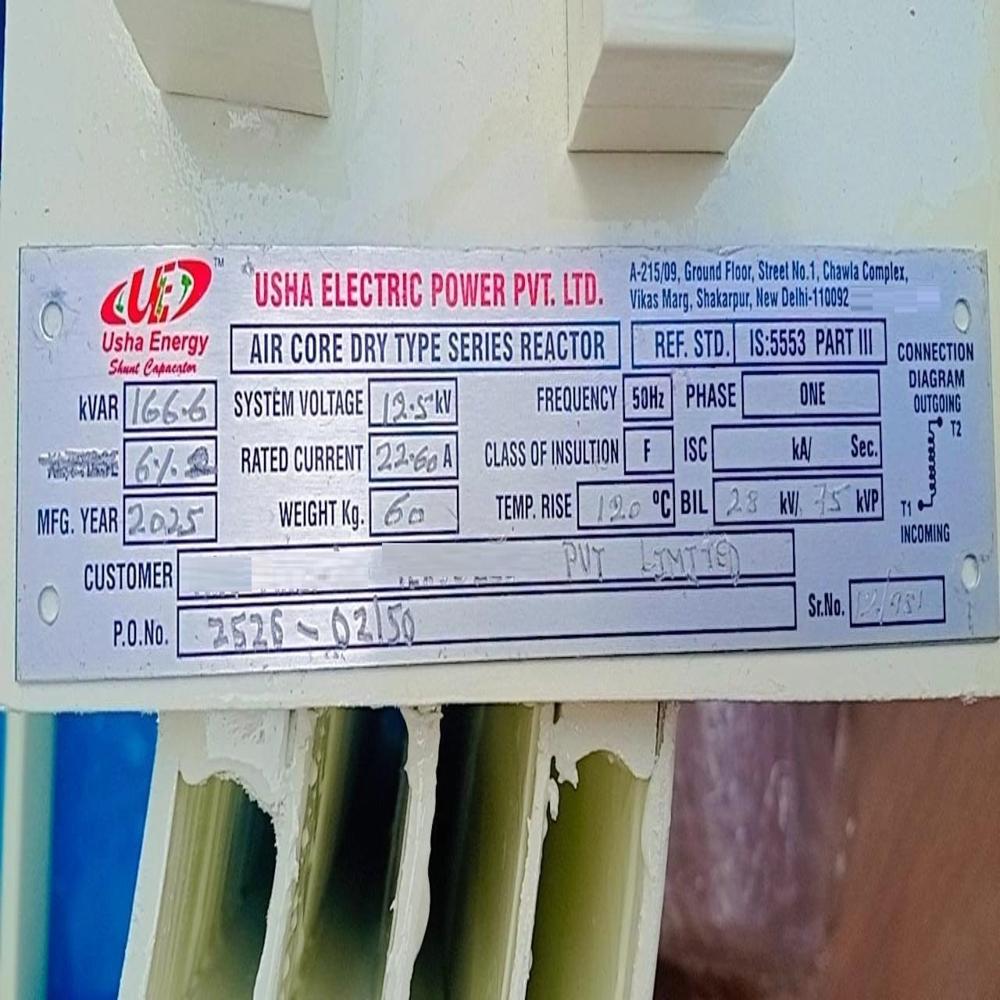 UE TM
Usha Energy
Shunt Capacator
USHA ELECTRIC POWER PVT. LTD.
A-215/09, Ground Floor, Street No.1, Chawla Complex,
Vikas Marg, Shakarpur, New Delhi-110092
AIR CORE DRY TYPE SERIES REACTOR
REF. STD. IS:5553 PART III
CONNECTION
DIAGRAM
OUTGOING
T2
T1
INCOMING
kVAR 166.6 SYSTEM VOLTAGE 12.5 kV FREQUENCY 50Hz PHASE ONE
6% RATED CURRENT 22.60 A CLASS OF INSULTION F ISC kA/ Sec.
MFG. YEAR 2025 WEIGHT Kg. 60 TEMP. RISE 120 ºC BIL 28 kV/ 75 kVP
CUSTOMER PVT LIMITED
P.O.No. 2526-02/50
Sr.No.